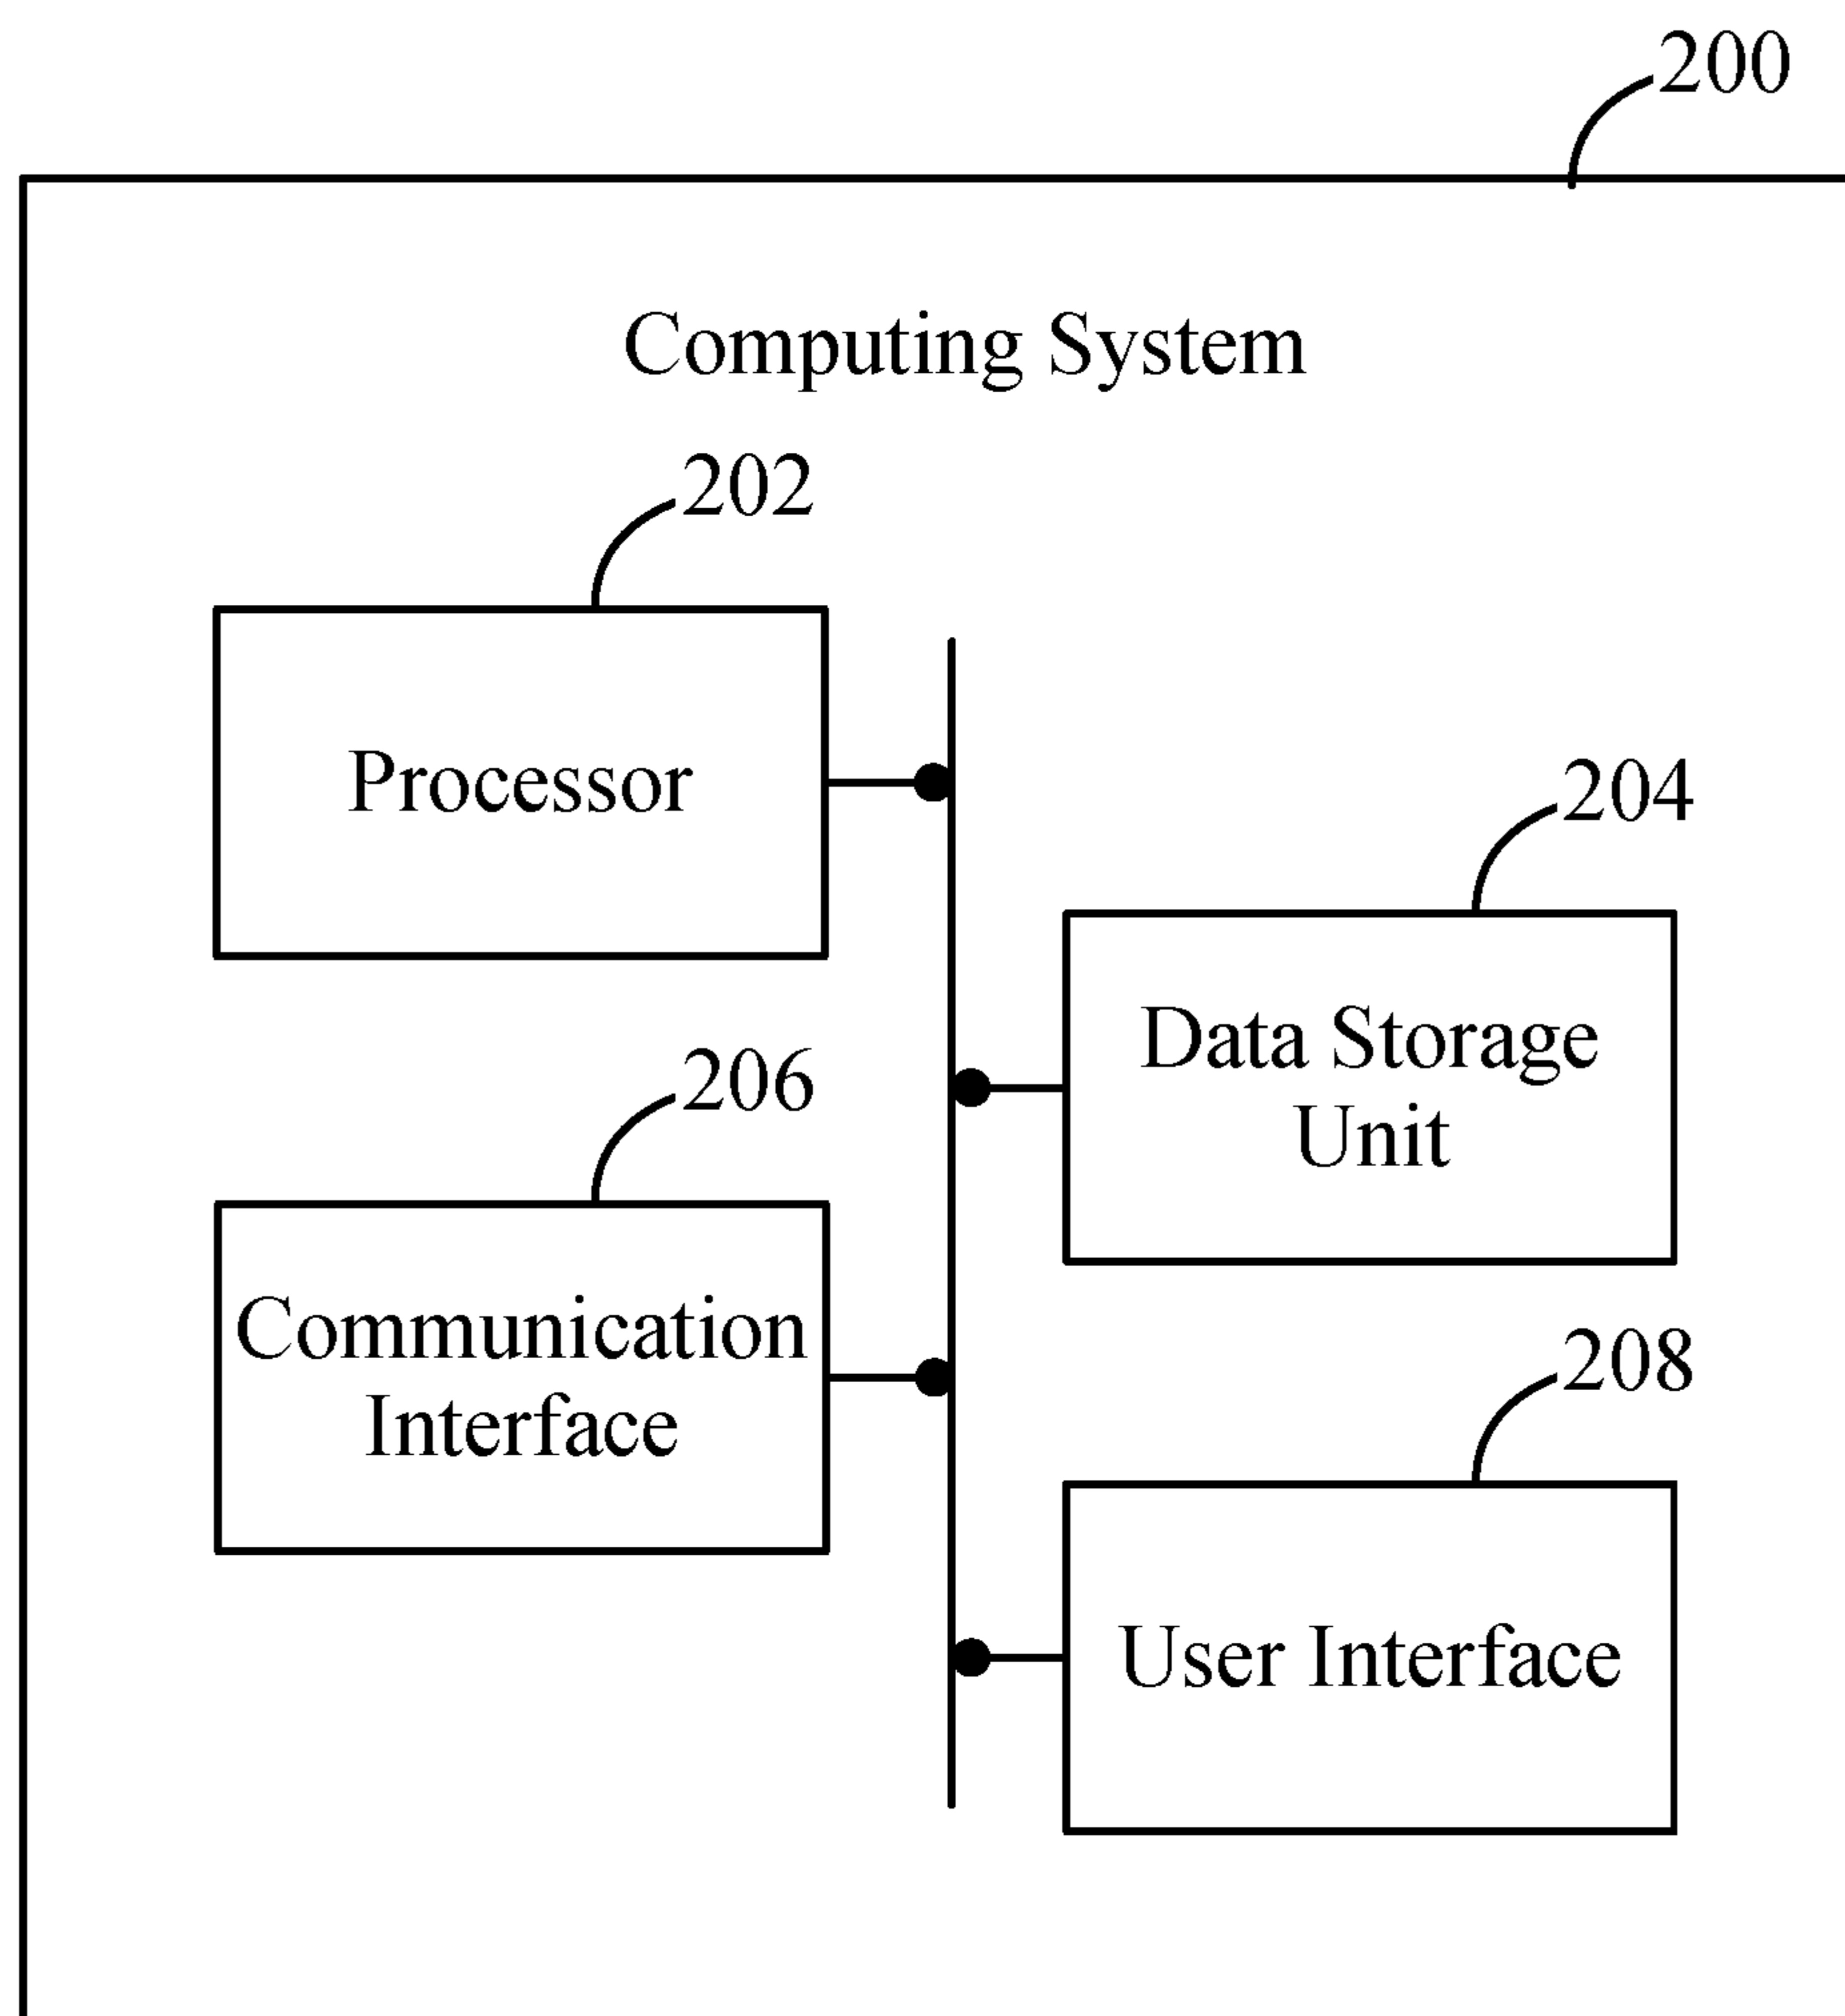 200
Computing System
202
Processor
204
Data Storage
Unit
206
Communication
Interface
208
User Interface